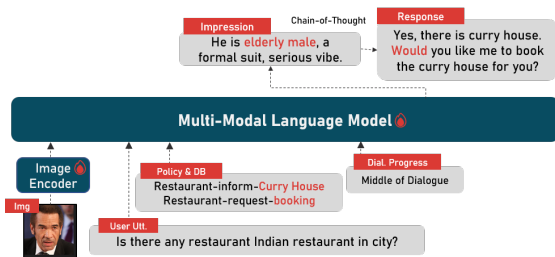 Impression
Chain-of-Thought
Response
He is elderly male, a
formal suit, serious vibe.
Yes, there is curry house.
Would you like me to book
the curry house for you?
Multi-Modal Language Model
Image
Encoder
Policy & DB
Restaurant-inform-Curry House
Restaurant-request-booking
Dial. Progress
Middle of Dialogue
Img
User Utt.
Is there any restaurant Indian restaurant in city?